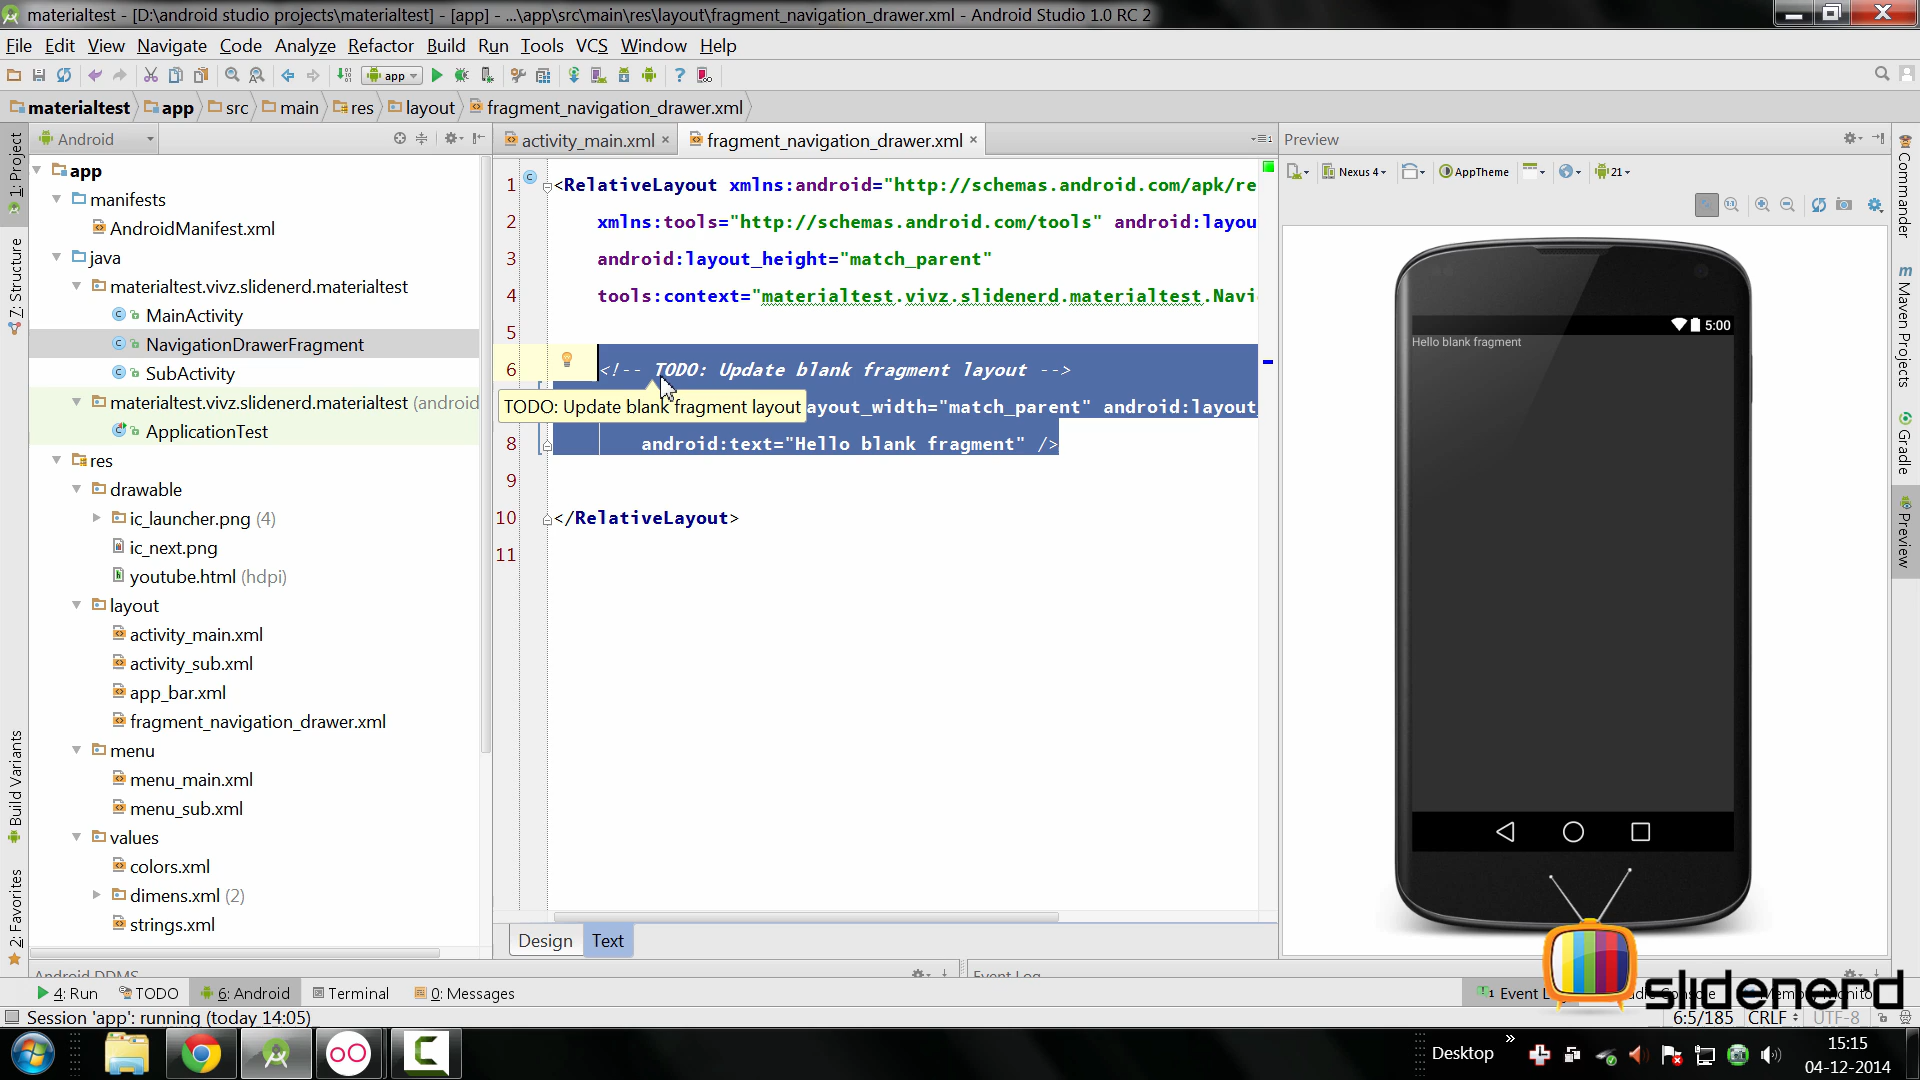 materialtest - [D:\android studio projects\materialtest] - [app] - ...\app\src\main\res\layout\fragment_navigation_drawer.xml - Android Studio 1.0 RC 2
File Edit View Navigate Code Analyze Refactor Build Run Tools VCS Window Help
app
materialtest app src main res layout fragment_navigation_drawer.xml
Android
activity_main.xml fragment_navigation_drawer.xml
Preview
1: Project
7: Structure
Build Variants
2: Favorites
app
manifests
AndroidManifest.xml
java
materialtest.vivz.slidenerd.materialtest
MainActivity
NavigationDrawerFragment
SubActivity
materialtest.vivz.slidenerd.materialtest (android
ApplicationTest
res
drawable
ic_launcher.png (4)
ic_next.png
youtube.html (hdpi)
layout
activity_main.xml
activity_sub.xml
app_bar.xml
fragment_navigation_drawer.xml
menu
menu_main.xml
menu_sub.xml
values
colors.xml
dimens.xml (2)
strings.xml
1 <RelativeLayout xmlns:android="http://schemas.android.com/apk/re
2 xmlns:tools="http://schemas.android.com/tools" android:layou
3 android:layout_height="match_parent"
4 tools:context="materialtest.vivz.slidenerd.materialtest.Navi
5
6 <!-- TODO: Update blank fragment layout -->
TODO: Update blank fragment layout
ayout_width="match_parent" android:layout_
8 android:text="Hello blank fragment" />
9
10 </RelativeLayout>
11
Design Text
Nexus 4 AppTheme 21
5:00
Hello blank fragment
Commander
Maven Projects
Gradle
Preview
Android DDMS
Event Log
4: Run TODO 6: Android Terminal 0: Messages
1 Event L
slidenerd
Session 'app': running (today 14:05)
6:5/185 CRLF UTF-8
Desktop
15:15
04-12-2014